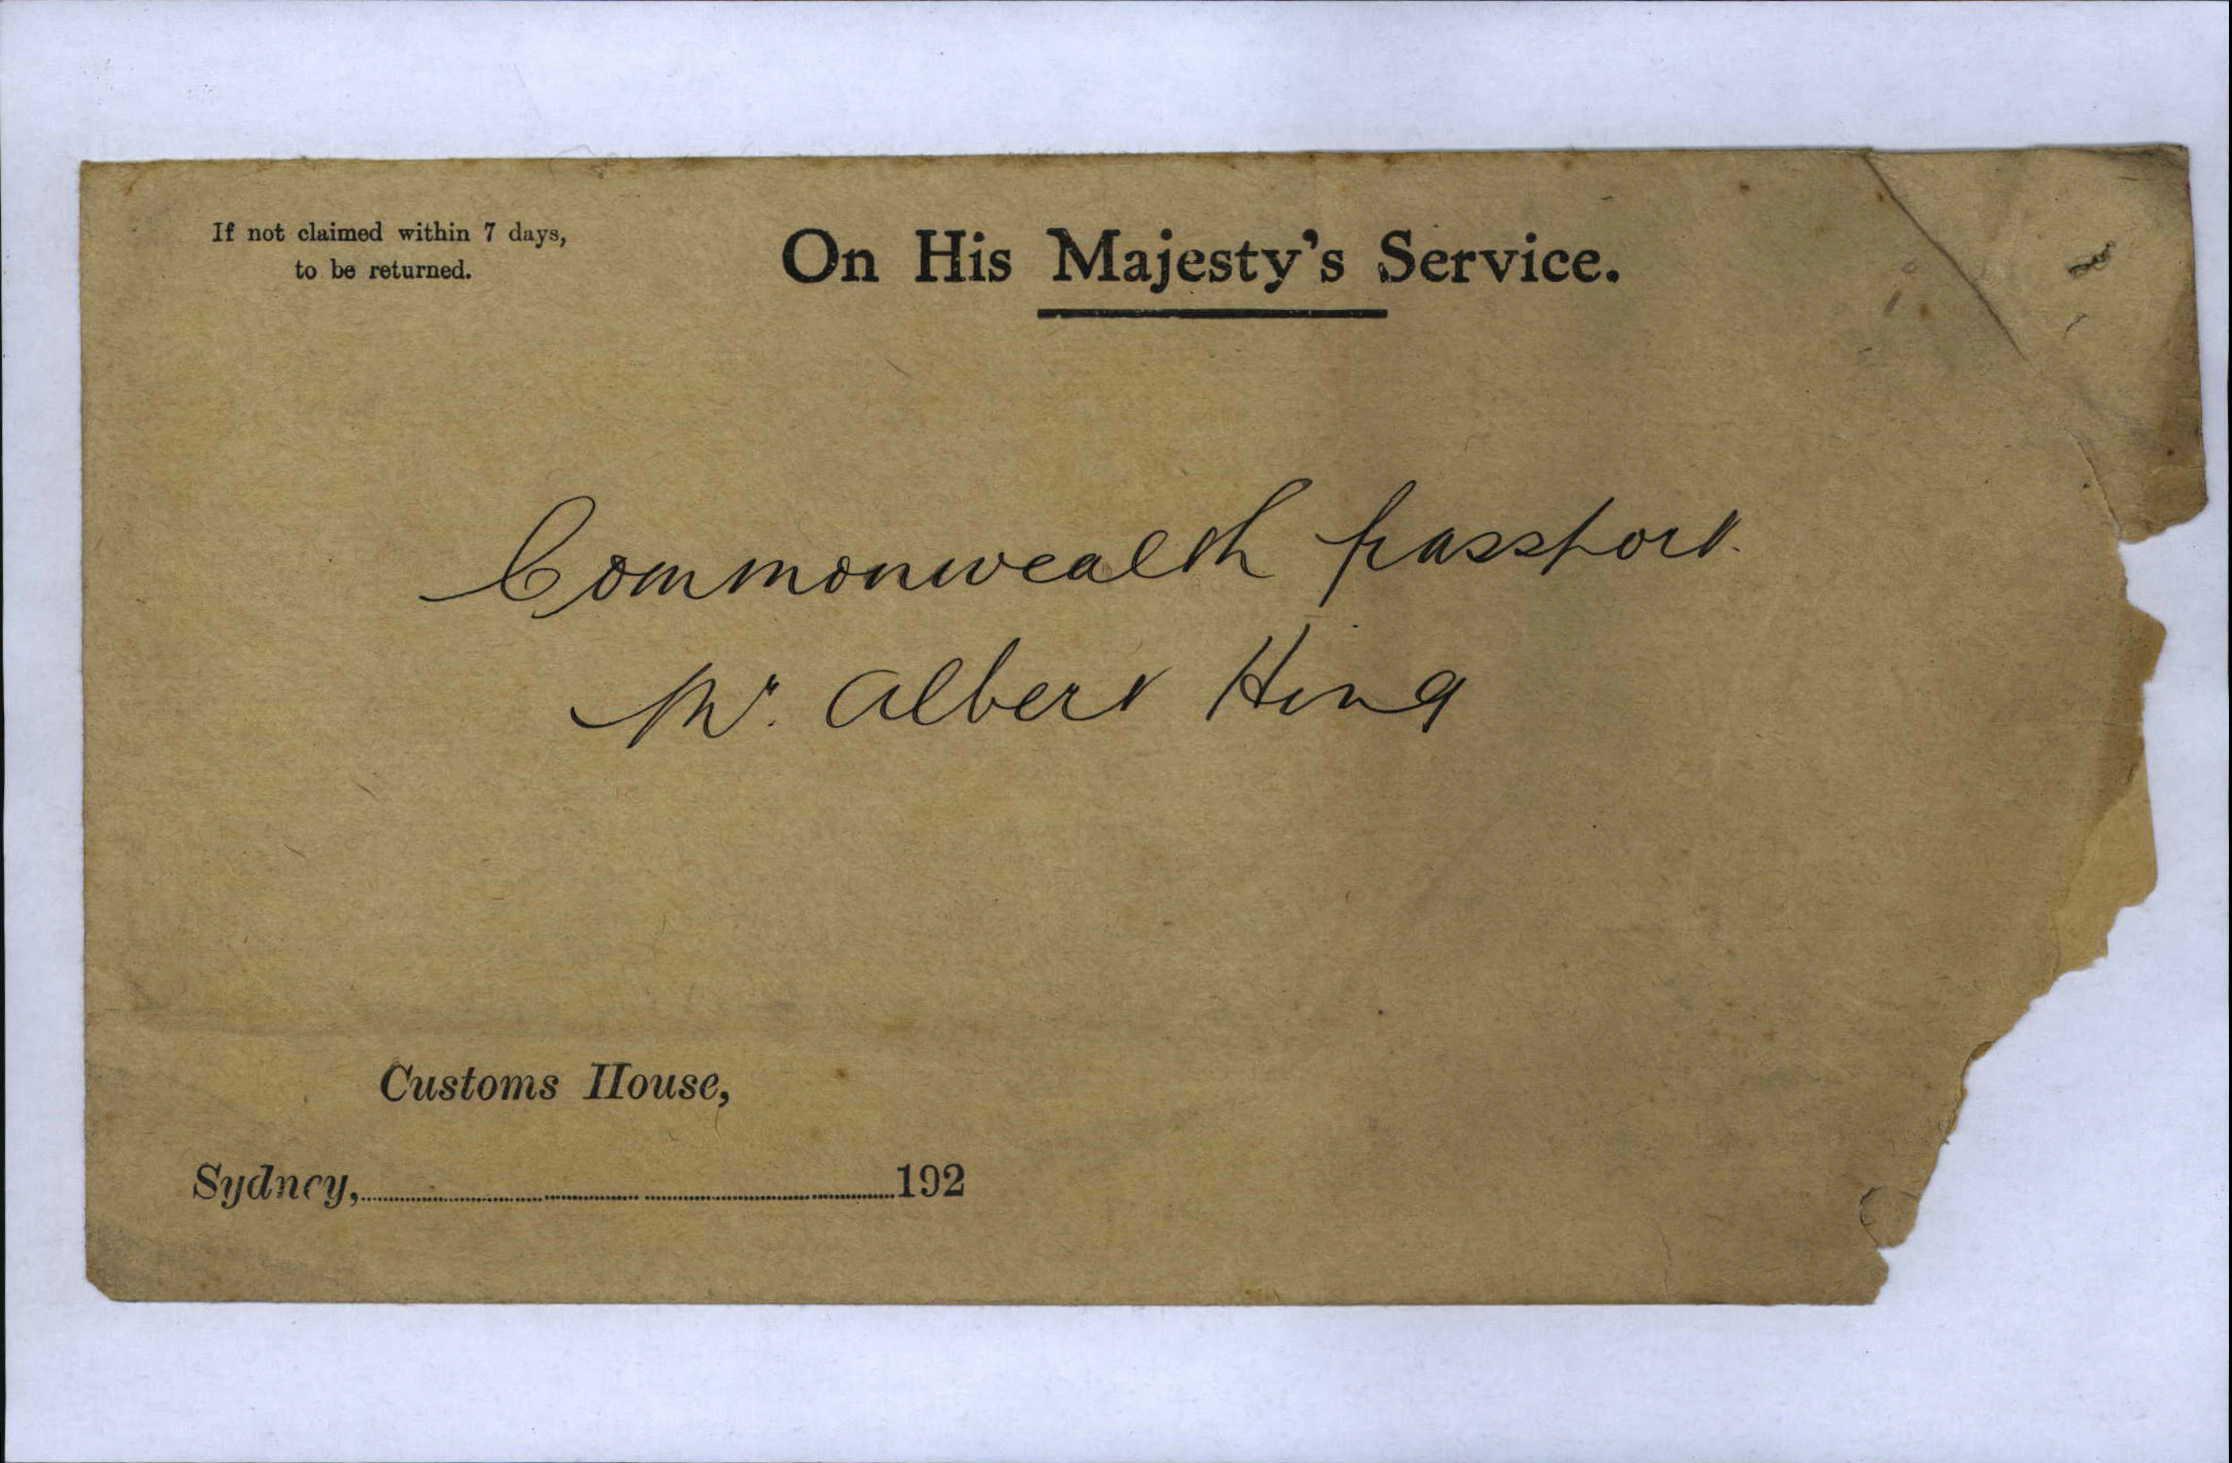 If not claimed within 7 days,
to be returned.
On His Majesty's Service.
Commonwealth passport.
Mr. Albert Hing
Customs House,
Sydney,..............................192